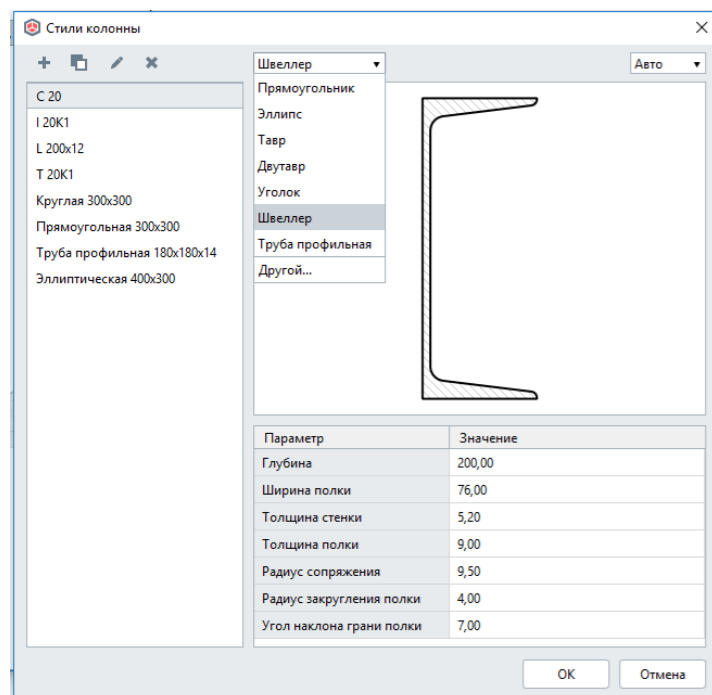 Стили колонны
Швеллер
Авто
C 20
I 20К1
L 200x12
T 20К1
Круглая 300x300
Прямоугольная 300x300
Труба профильная 180x180x14
Эллиптическая 400x300
Прямоугольник
Эллипс
Тавр
Двутавр
Уголок
Швеллер
Труба профильная
Другой...
Параметр Значение
Глубина 200,00
Ширина полки 76,00
Толщина стенки 5,20
Толщина полки 9,00
Радиус сопряжения 9,50
Радиус закругления полки 4,00
Угол наклона грани полки 7,00
ОК Отмена